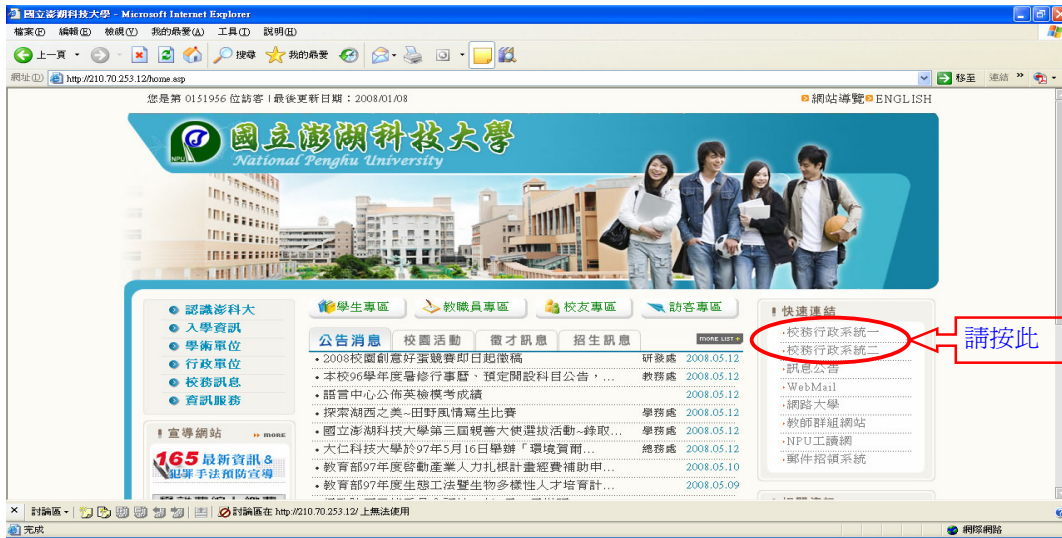 國立澎湖科技大學 - Microsoft Internet Explorer
檔案(F) 編輯(E) 檢視(V) 我的最愛(A) 工具(T) 說明(H)
上一頁 搜尋 我的最愛
網址(D) http://210.70.253.12/home.asp 移至 連結 »
您是第 0151956 位訪客 | 最後更新日期：2008/01/08 網站導覽 ENGLISH
NPU 國立澎湖科技大學
National Penghu University
認識澎科大
入學資訊
學術單位
行政單位
校務訊息
資訊服務
宣導網站 more
165 最新資訊 &
犯罪手法預防宣導
學生專區 教職員專區 校友專區 訪客專區
公告消息 校園活動 徵才訊息 招生訊息 MORE LIST+
2008校園創意好蛋競賽即日起徵稿 研發處 2008.05.12
本校96學年度暑修行事曆、預定開設科目公告，... 教務處 2008.05.12
語言中心公佈英檢模考成績 2008.05.12
探索湖西之美~田野風情寫生比賽 學務處 2008.05.12
國立澎湖科技大學第三屆親善大使選拔活動~錄取... 學務處 2008.05.12
大仁科技大學於97年5月16日舉辦「環境賀爾... 總務處 2008.05.12
教育部97年度啓動產業人力扎根計畫經費補助申... 2008.05.10
教育部97年度生態工法暨生物多樣性人才培育計... 2008.05.09
快速連結
校務行政系統一
校務行政系統二
訊息公告
WebMail
網路大學
教師群組網站
NPU工讀網
郵件招領系統
請按此
× 討論區 討論區在 http://210.70.253.12/ 上無法使用
完成 網際網路